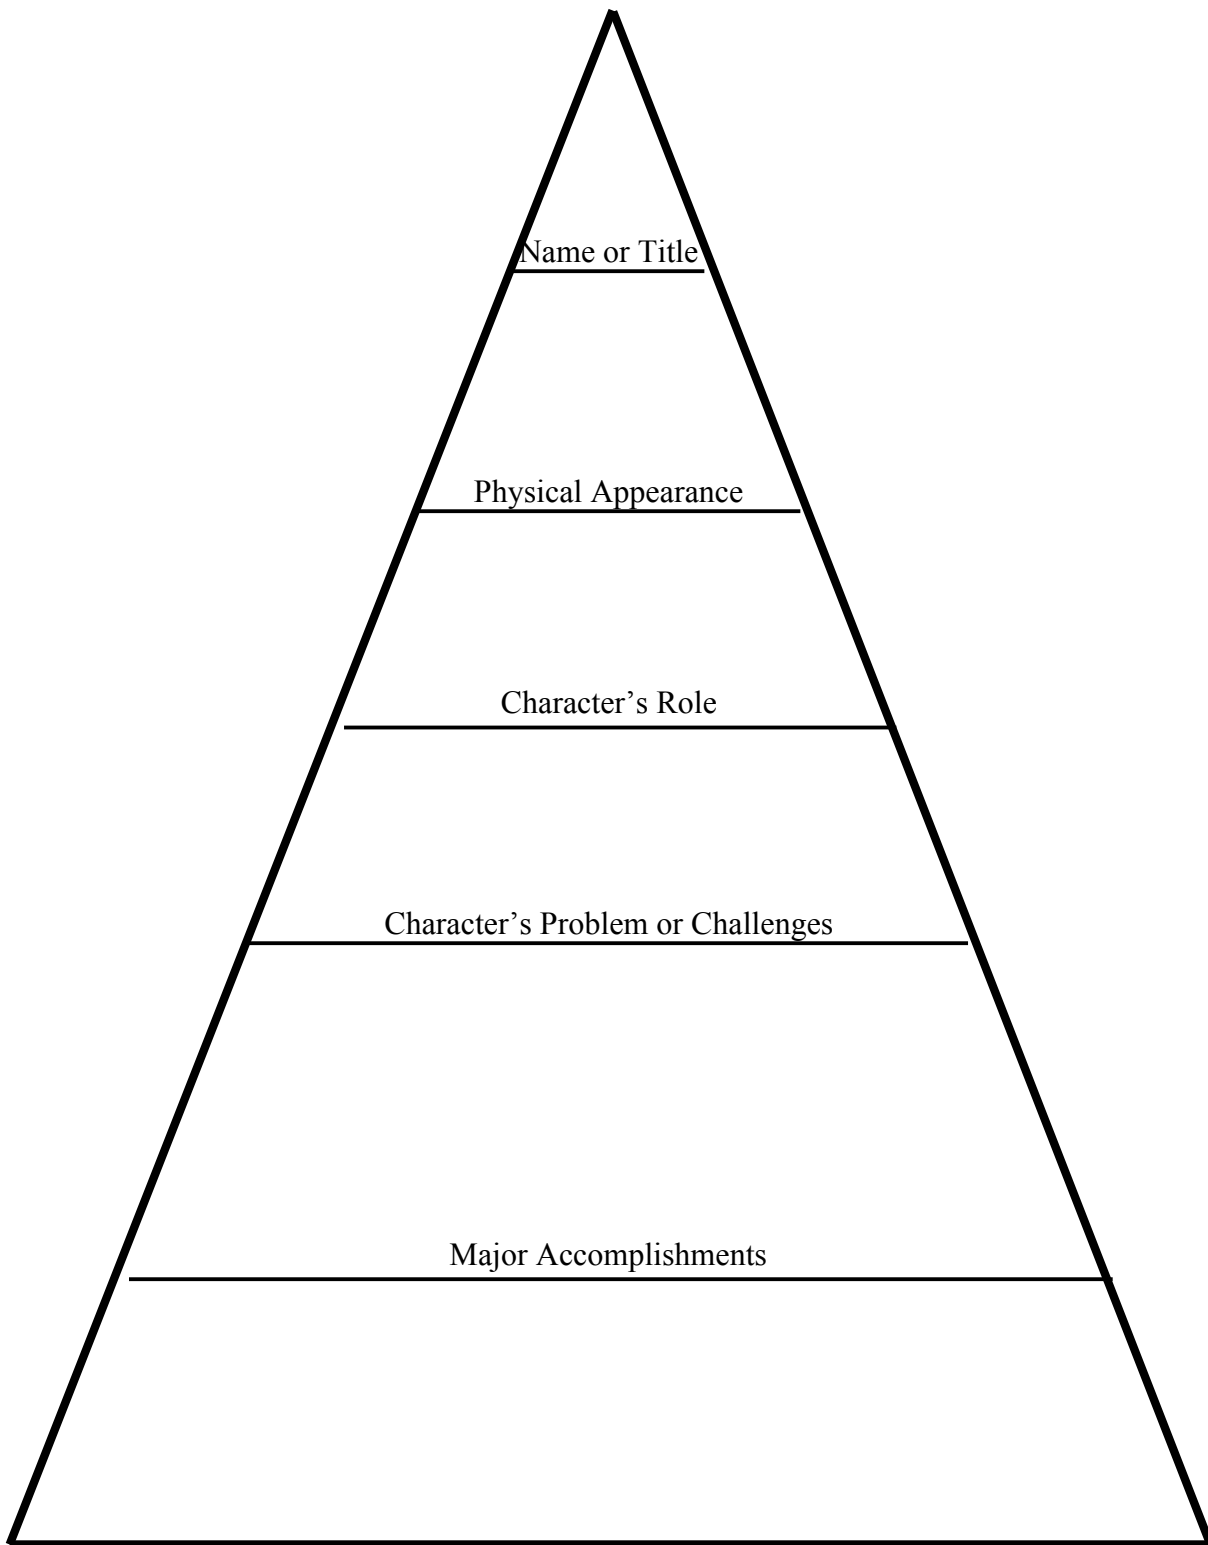 Name or Title
Physical Appearance
Character’s Role
Character’s Problem or Challenges
Major Accomplishments